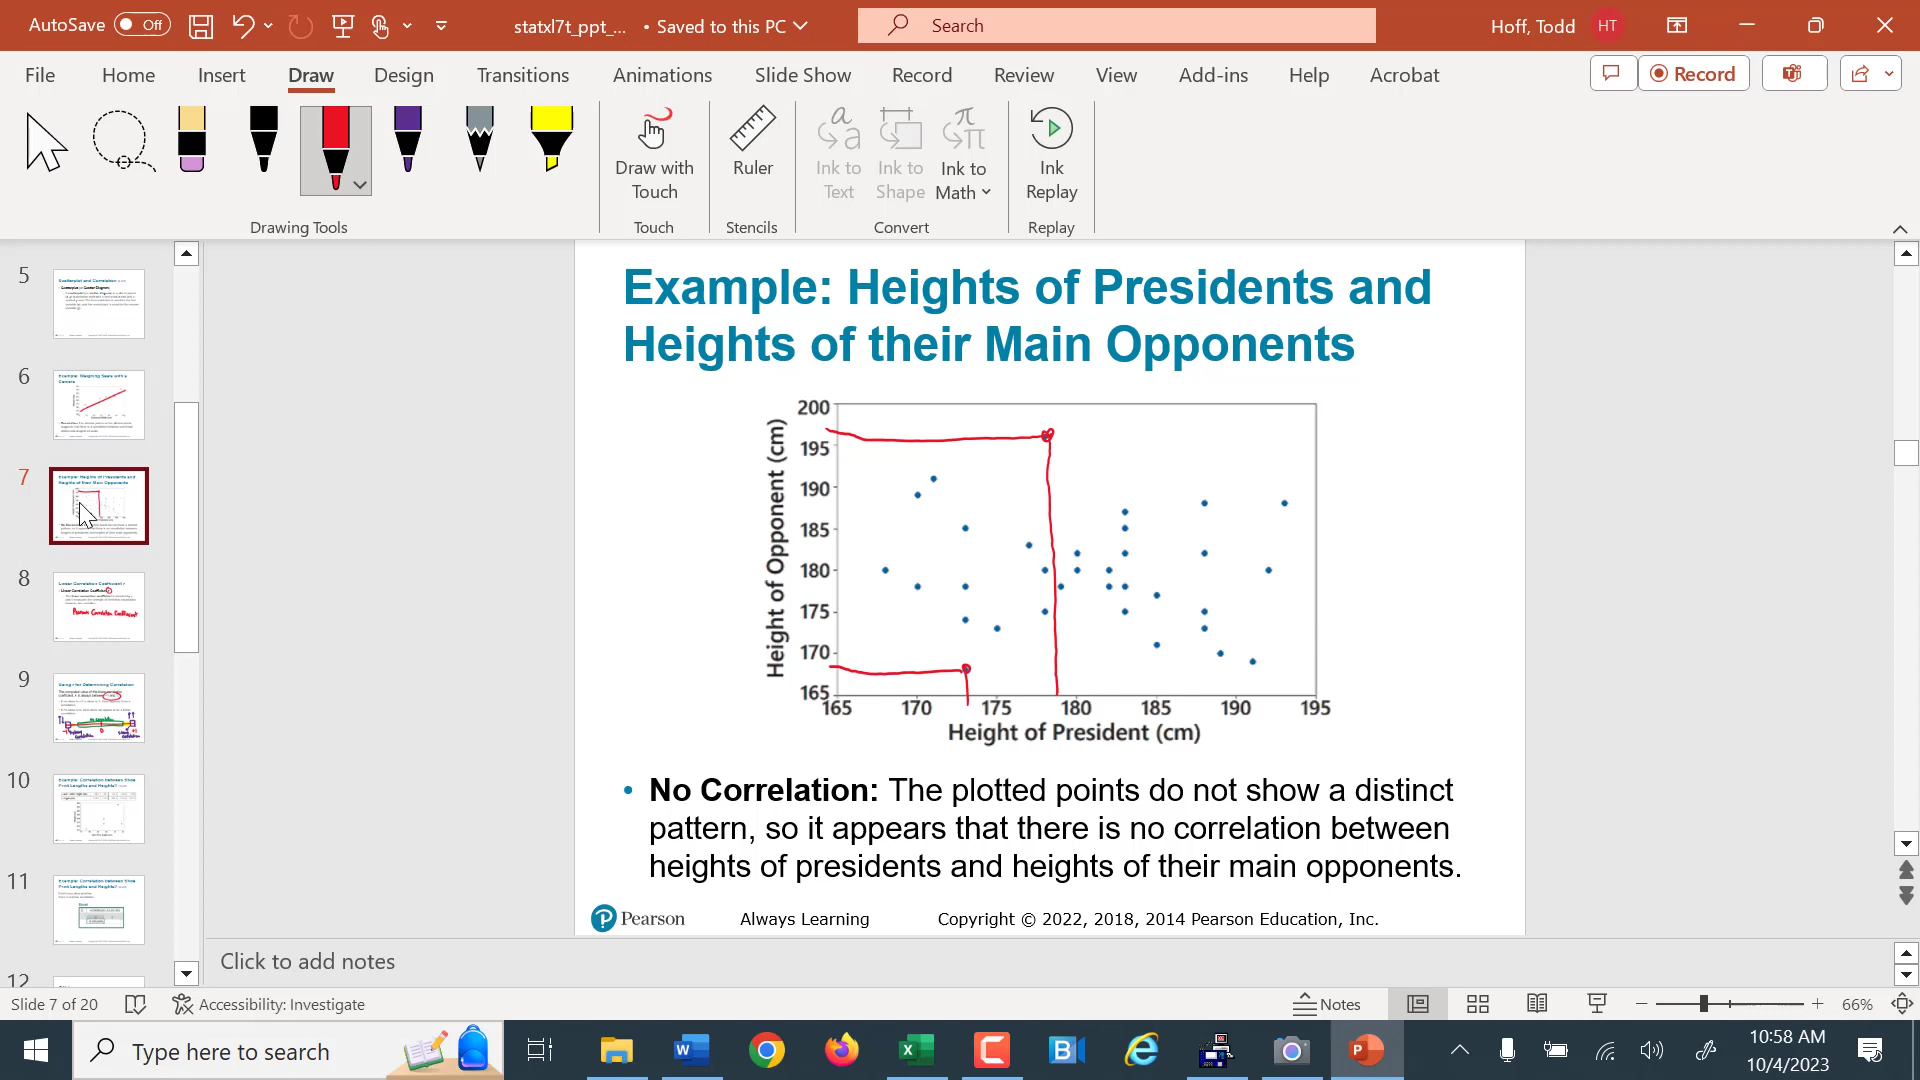 AutoSave Off
statxl7t_ppt_... • Saved to this PC
Search
Hoff, Todd HT
File Home Insert Draw Design Transitions Animations Slide Show Record Review View Add-ins Help Acrobat
Record
Draw with Touch
Ruler
Ink to Text
Ink to Shape
Ink to Math
Ink Replay
Drawing Tools Touch Stencils Convert Replay
5
6
7
8
9
10
11
12
Example: Heights of Presidents and
Heights of their Main Opponents
Height of Opponent (cm)
200
195
190
185
180
175
170
165
165 170 175 180 185 190 195
Height of President (cm)
• No Correlation: The plotted points do not show a distinct
pattern, so it appears that there is no correlation between
heights of presidents and heights of their main opponents.
Pearson Always Learning Copyright © 2022, 2018, 2014 Pearson Education, Inc.
Click to add notes
Slide 7 of 20 Accessibility: Investigate Notes 66%
Type here to search
10:58 AM
10/4/2023